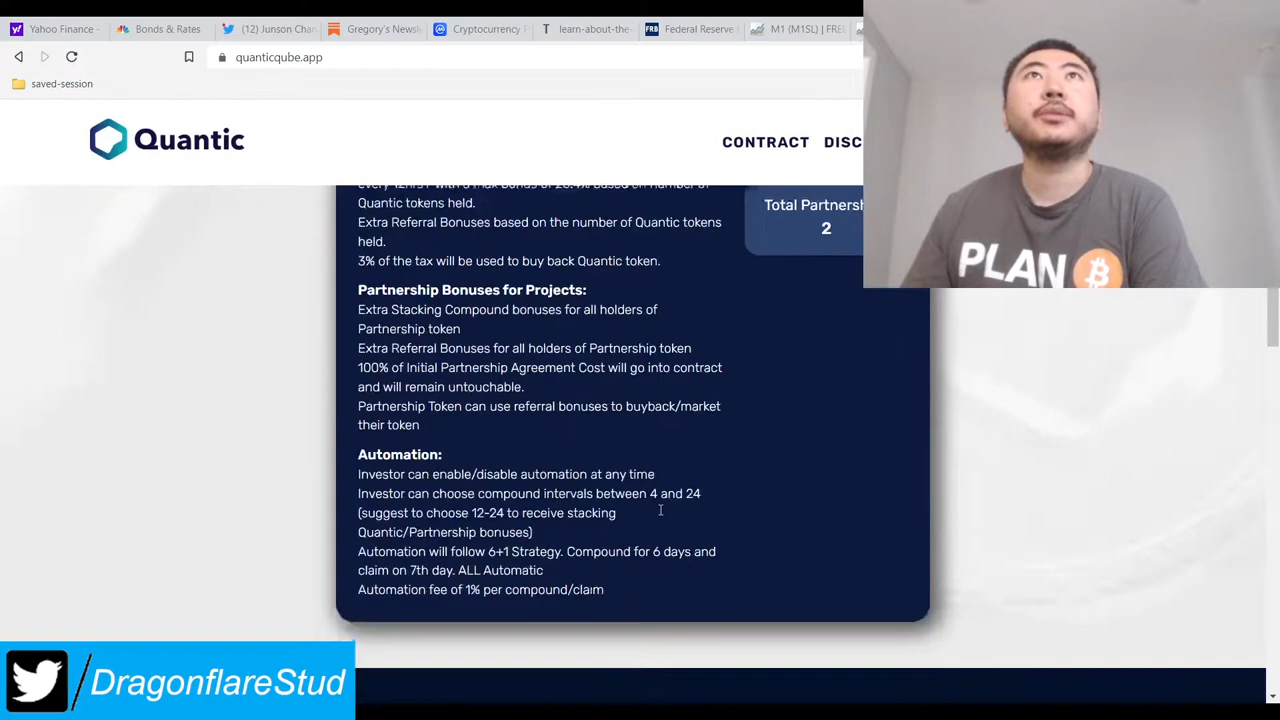 Yahoo Finance -
Bonds & Rates
(12) Junson Chan
Gregory's Newsl
Cryptocurrency P
learn-about-the-
Federal Reserve
M1 (M1SL) | FRE
quanticqube.app
saved-session
Quantic
CONTRACT
DISC
Quantic tokens held.
Extra Referral Bonuses based on the number of Quantic tokens
held.
3% of the tax will be used to buy back Quantic token.
Total Partnersh
2
Partnership Bonuses for Projects:
Extra Stacking Compound bonuses for all holders of
Partnership token
Extra Referral Bonuses for all holders of Partnership token
100% of Initial Partnership Agreement Cost will go into contract
and will remain untouchable.
Partnership Token can use referral bonuses to buyback/market
their token
Automation:
Investor can enable/disable automation at any time
Investor can choose compound intervals between 4 and 24
(suggest to choose 12-24 to receive stacking
Quantic/Partnership bonuses)
Automation will follow 6+1 Strategy. Compound for 6 days and
claim on 7th day. ALL Automatic
Automation fee of 1% per compound/claim
PLAN B
/DragonflareStud